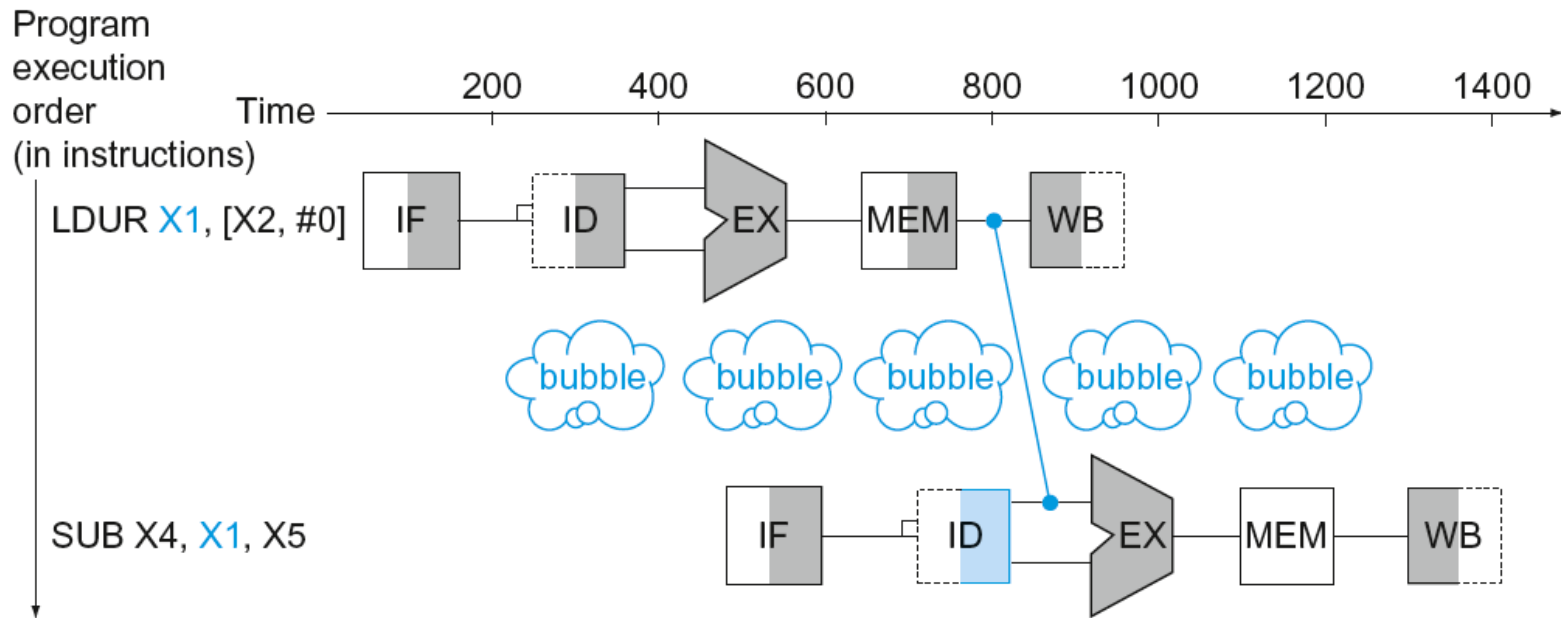 Program
execution
order
(in instructions)
Time
200 400 600 800 1000 1200 1400
LDUR X1, [X2, #0]
IF ID EX MEM WB
bubble bubble bubble bubble bubble
SUB X4, X1, X5
IF ID EX MEM WB